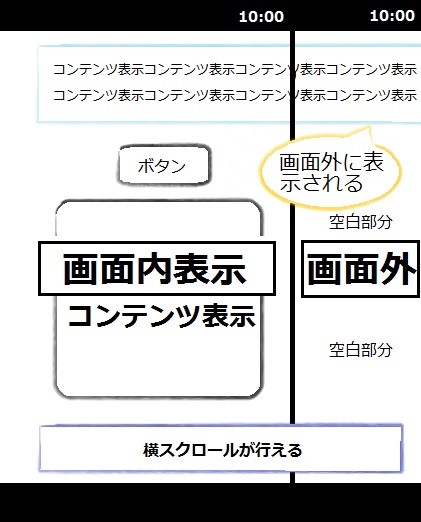 10:00
10:00
コンテンツ表示コンテンツ表示コンテンツ表示コンテンツ表示
コンテンツ表示コンテンツ表示コンテンツ表示コンテンツ表示
ボタン
画面外に表
示される
空白部分
画面内表示
画面外
コンテンツ表示
空白部分
横スクロールが行える